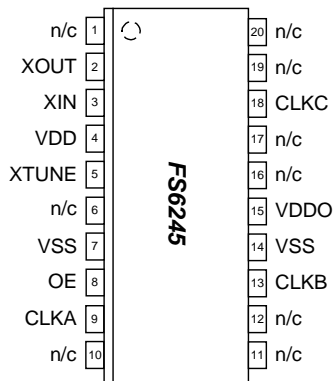 n/c 1 20 n/c
XOUT 2 19 n/c
XIN 3 18 CLKC
VDD 4 17 n/c
XTUNE 5 16 n/c
n/c 6 15 VDDO
VSS 7 14 VSS
OE 8 13 CLKB
CLKA 9 12 n/c
n/c 10 11 n/c
FS6245